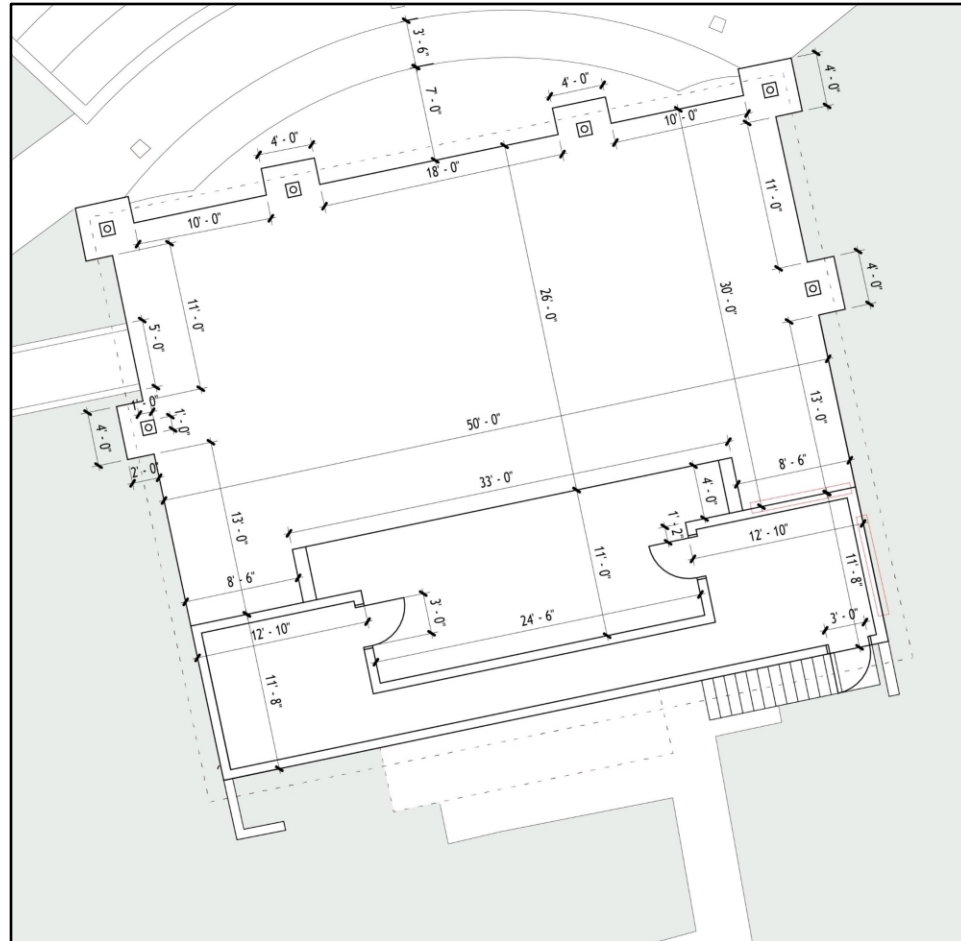 3' - 6"
7' - 0"
4' - 0"
4' - 0"
4' - 0"
10' - 0"
18' - 0"
10' - 0"
11' - 0"
11' - 0"
4' - 0"
5' - 0"
26' - 0"
30' - 0"
1' - 0"
1' - 0"
4' - 0"
2' - 0"
50' - 0"
13' - 0"
13' - 0"
33' - 0"
8' - 6"
4' - 0"
1' - 2"
12' - 10"
8' - 6"
11' - 0"
11' - 8"
3' - 0"
12' - 10"
3' - 0"
24' - 6"
11' - 8"